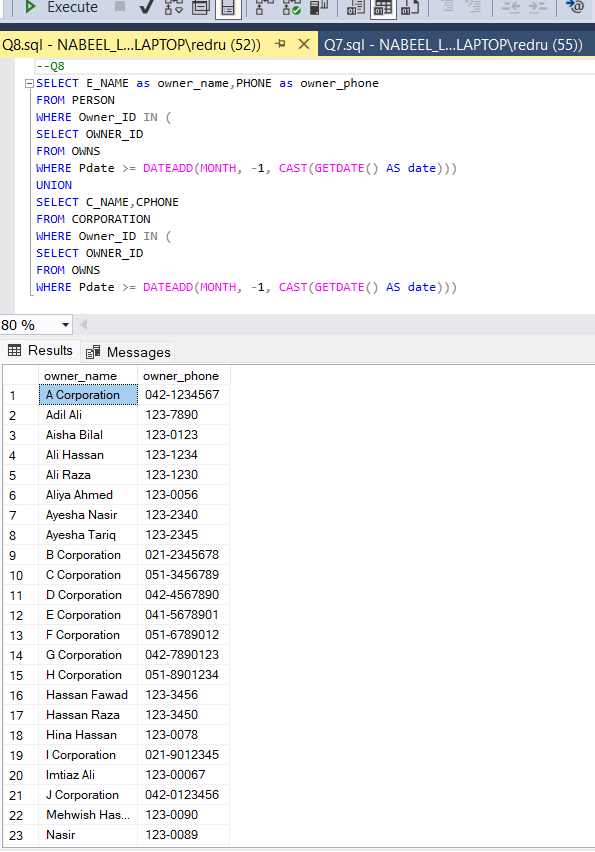 Execute
Q8.sql - NABEEL_L...LAPTOP\redru (52)) Q7.sql - NABEEL_L...LAPTOP\redru (55))
--Q8
SELECT E_NAME as owner_name,PHONE as owner_phone
FROM PERSON
WHERE Owner_ID IN (
SELECT OWNER_ID
FROM OWNS
WHERE Pdate >= DATEADD(MONTH, -1, CAST(GETDATE() AS date)))
UNION
SELECT C_NAME,CPHONE
FROM CORPORATION
WHERE Owner_ID IN (
SELECT OWNER_ID
FROM OWNS
WHERE Pdate >= DATEADD(MONTH, -1, CAST(GETDATE() AS date)))
80 %
Results Messages
owner_name owner_phone
1 A Corporation 042-1234567
2 Adil Ali 123-7890
3 Aisha Bilal 123-0123
4 Ali Hassan 123-1234
5 Ali Raza 123-1230
6 Aliya Ahmed 123-0056
7 Ayesha Nasir 123-2340
8 Ayesha Tariq 123-2345
9 B Corporation 021-2345678
10 C Corporation 051-3456789
11 D Corporation 042-4567890
12 E Corporation 041-5678901
13 F Corporation 051-6789012
14 G Corporation 042-7890123
15 H Corporation 051-8901234
16 Hassan Fawad 123-3456
17 Hassan Raza 123-3450
18 Hina Hassan 123-0078
19 I Corporation 021-9012345
20 Imtiaz Ali 123-00067
21 J Corporation 042-0123456
22 Mehwish Has... 123-0090
23 Nasir 123-0089